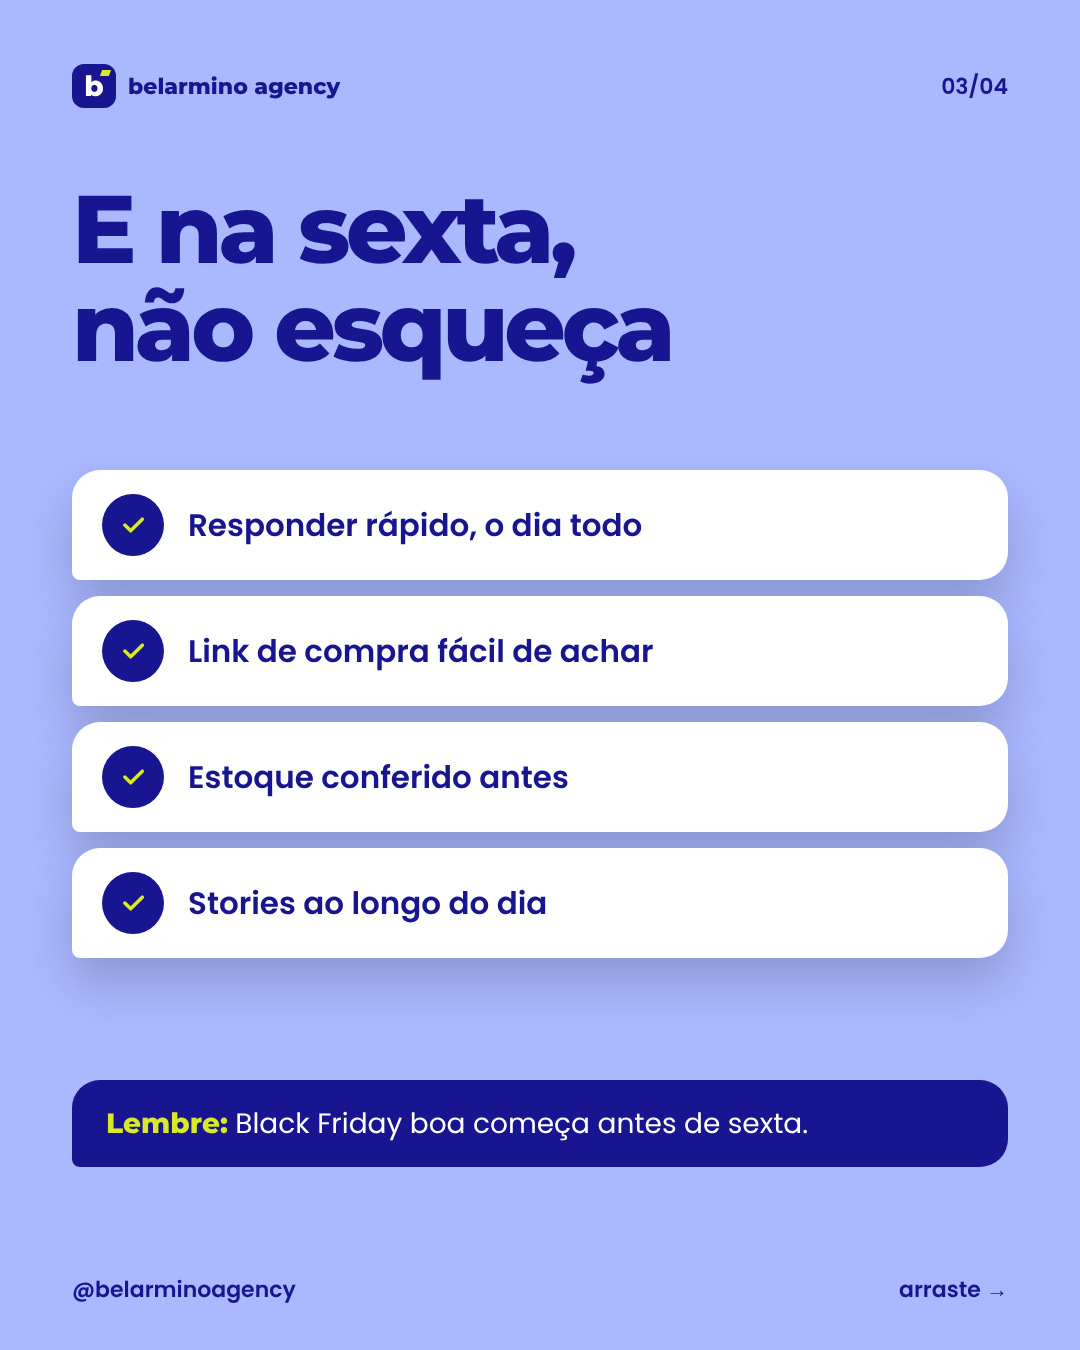 b
belarmino agency
03/04
E na sexta,
não esqueça
Responder rápido, o dia todo
Link de compra fácil de achar
Estoque conferido antes
Stories ao longo do dia
Lembre: Black Friday boa começa antes de sexta.
@belarminoagency
arraste →